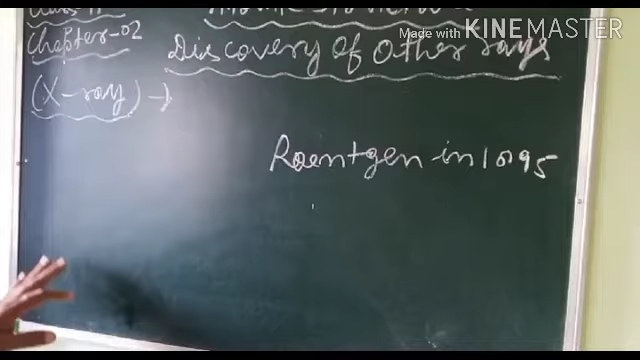 Made with KINEMASTER
Chapter-02
Discovery of Other rays
(X-ray) →
Roentgen in 1895